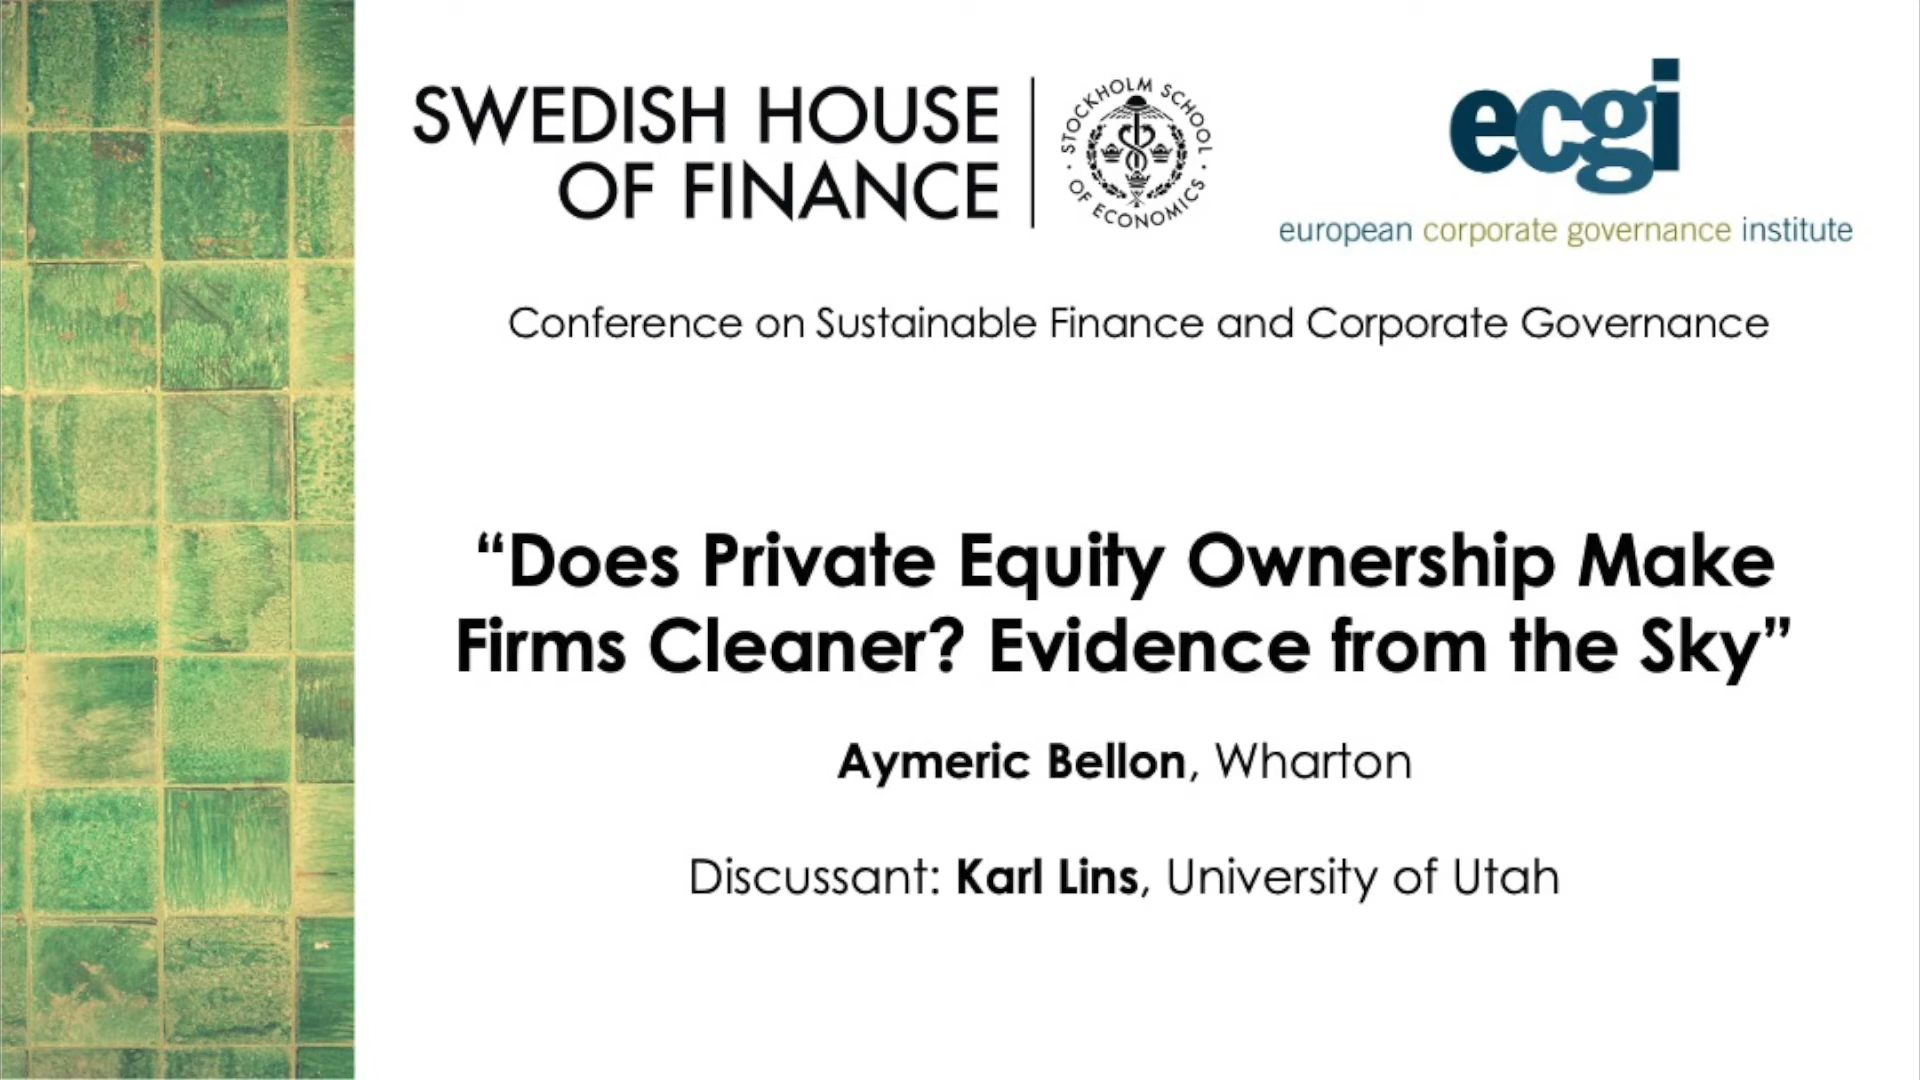 SWEDISH HOUSE
OF FINANCE
· STOCKHOLM SCHOOL ·
OF ECONOMICS
ecgi
european corporate governance institute
Conference on Sustainable Finance and Corporate Governance
“Does Private Equity Ownership Make
Firms Cleaner? Evidence from the Sky”
Aymeric Bellon, Wharton
Discussant: Karl Lins, University of Utah